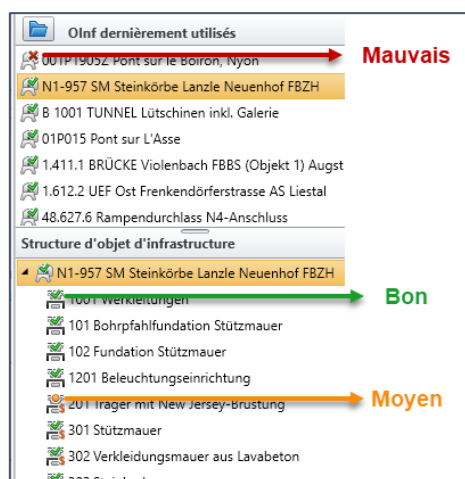 OInf dernièrement utilisés
001P1905Z Pont sur le Boiron, Nyon
Mauvais
N1-957 SM Steinkörbe Lanzle Neuenhof FBZH
B 1001 TUNNEL Lütschinen inkl. Galerie
01P015 Pont sur L'Asse
1.411.1 BRÜCKE Violenbach FBBS (Objekt 1) Augst
1.612.2 UEF Ost Frenkendörferstrasse AS Liestal
48.627.6 Rampendurchlass N4-Anschluss
Structure d'objet d'infrastructure
N1-957 SM Steinkörbe Lanzle Neuenhof FBZH
1001 Werkleitungen
Bon
101 Bohrpfahlfundation Stützmauer
102 Fundation Stützmauer
1201 Beleuchtungseinrichtung
201 Träger mit New Jersey-Brüstung
Moyen
301 Stützmauer
302 Verkleidungsmauer aus Lavabeton